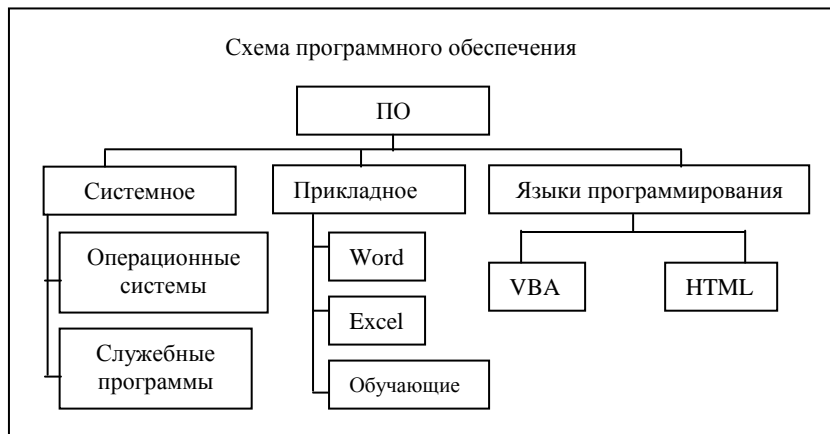 Схема программного обеспечения
ПО
Системное
Прикладное
Языки программирования
Операционные
системы
Служебные
программы
Word
Excel
Обучающие
VBA
HTML